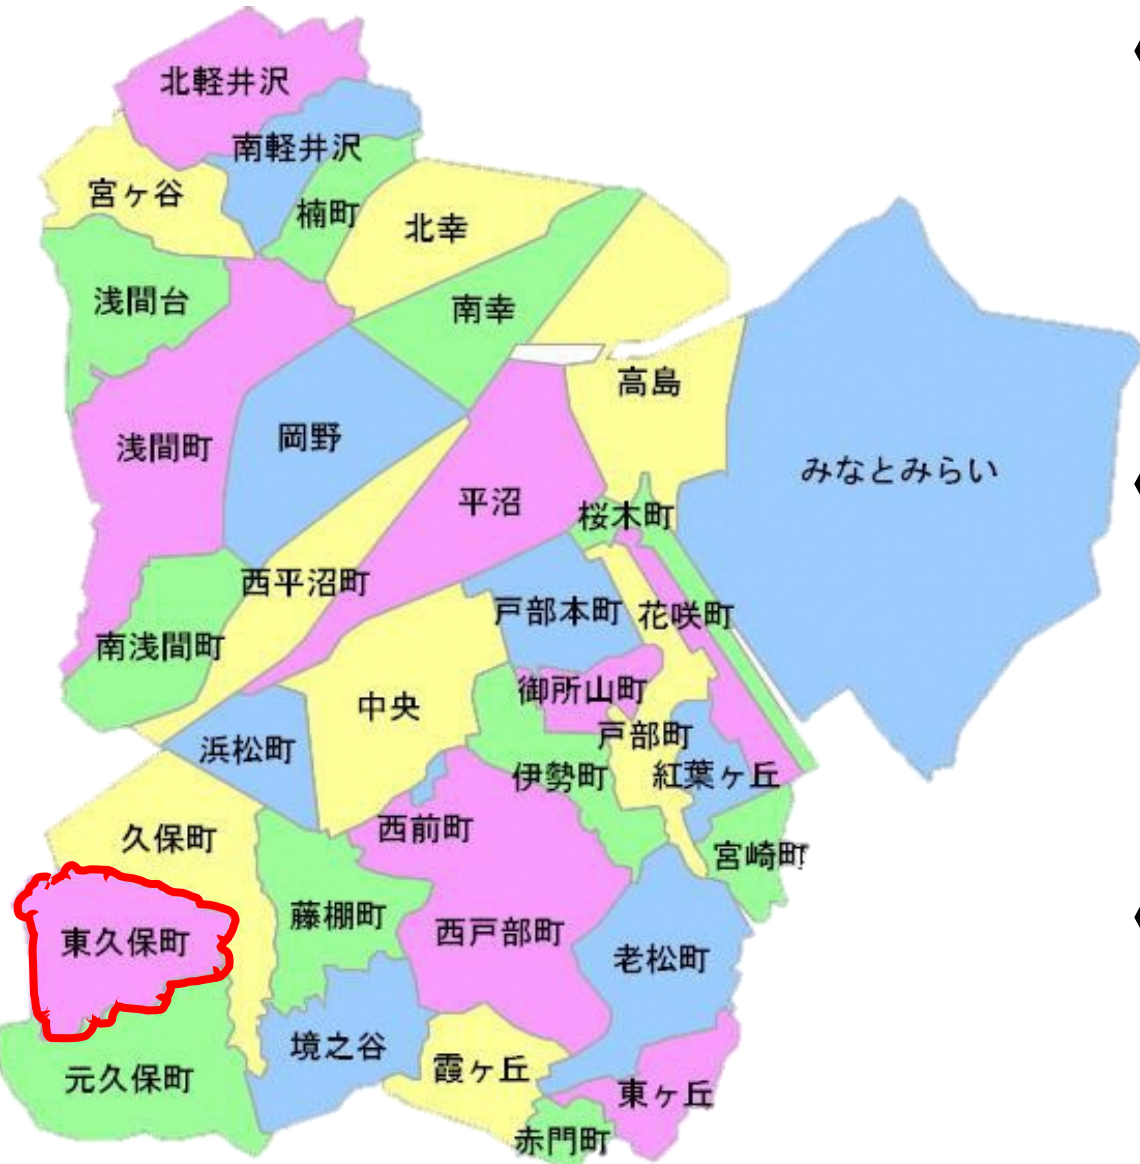 北軽井沢
南軽井沢
宮ヶ谷
楠町
北幸
浅間台
南幸
高島
浅間町
岡野
みなとみらい
平沼
桜木町
西平沼町
戸部本町
花咲町
南浅間町
御所山町
中央
戸部町
浜松町
伊勢町
紅葉ヶ丘
久保町
西前町
宮崎町
藤棚町
東久保町
西戸部町
老松町
境之谷
霞ヶ丘
元久保町
東ヶ丘
赤門町